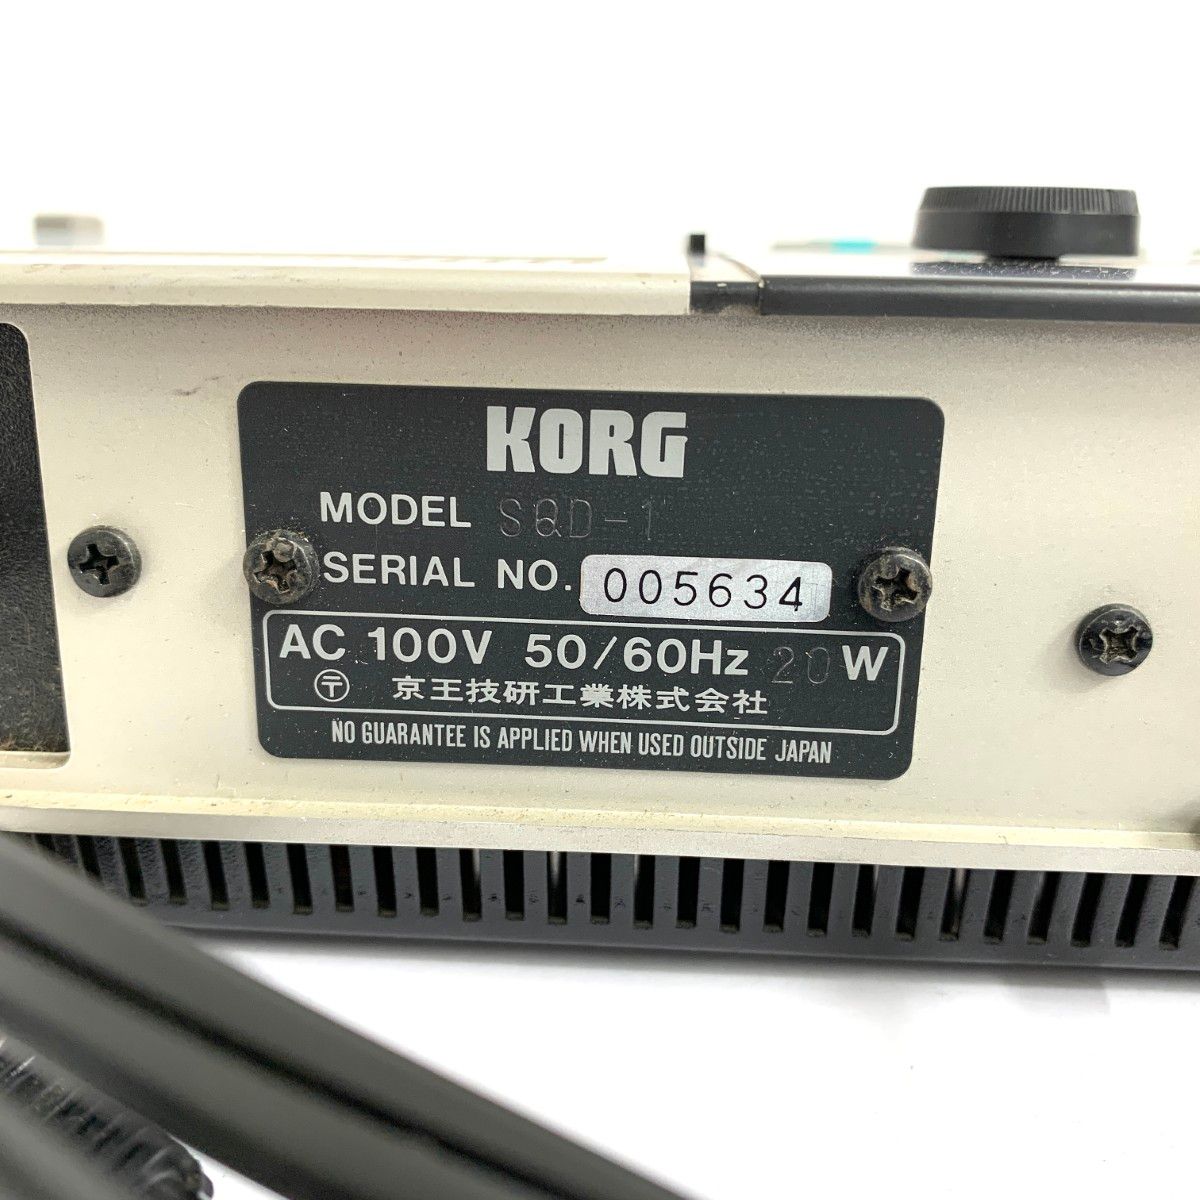 KORG
MODEL SQD-1
SERIAL NO. 005634
AC 100V 50/60Hz 20 W
〒 京王技研工業株式会社
NO GUARANTEE IS APPLIED WHEN USED OUTSIDE JAPAN